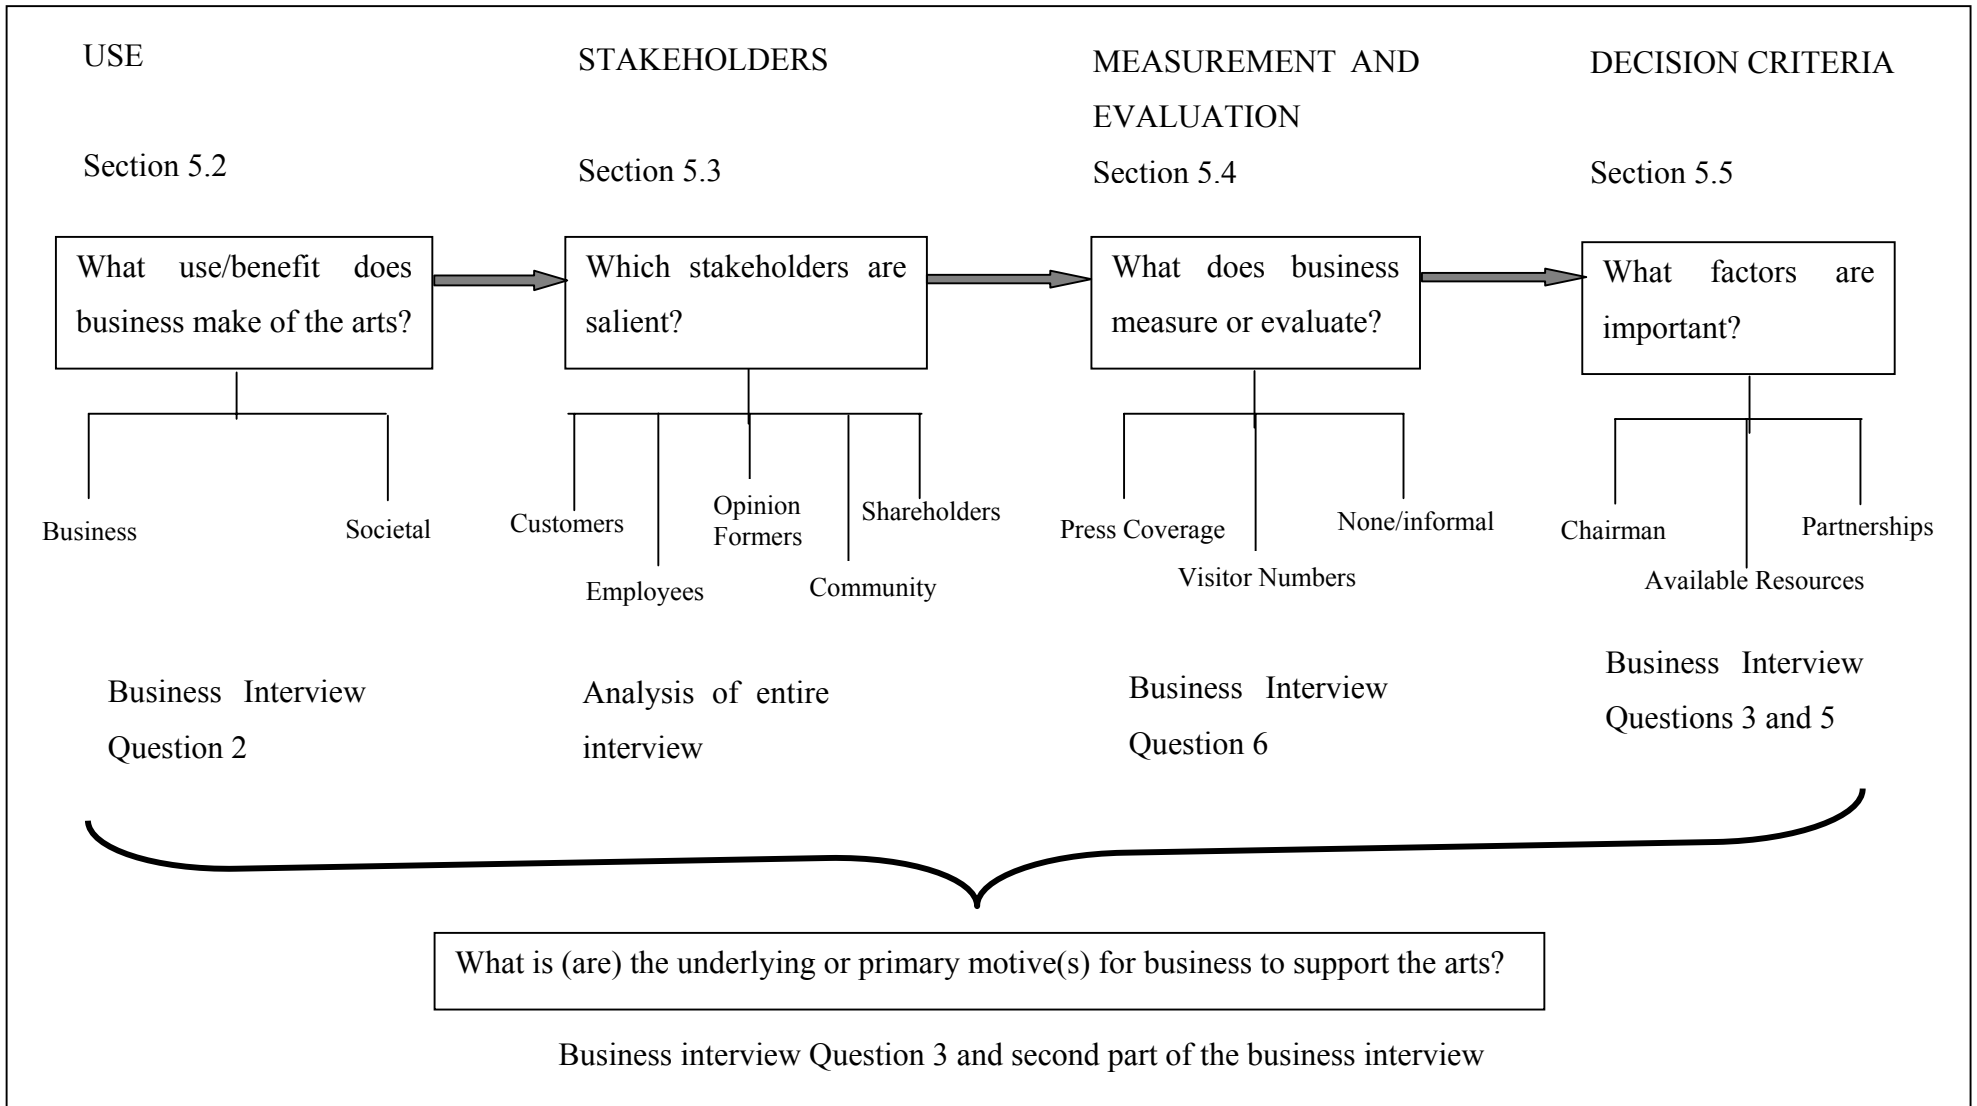 USE
Section 5.2
What use/benefit does
business make of the arts?
Business
Societal
Business Interview
Question 2
STAKEHOLDERS
Section 5.3
Which stakeholders are
salient?
Customers
Employees
Opinion
Formers
Community
Shareholders
Analysis of entire
interview
MEASUREMENT AND
EVALUATION
Section 5.4
What does business
measure or evaluate?
Press Coverage
Visitor Numbers
None/informal
Business Interview
Question 6
DECISION CRITERIA
Section 5.5
What factors are
important?
Chairman
Available Resources
Partnerships
Business Interview
Questions 3 and 5
What is (are) the underlying or primary motive(s) for business to support the arts?
Business interview Question 3 and second part of the business interview